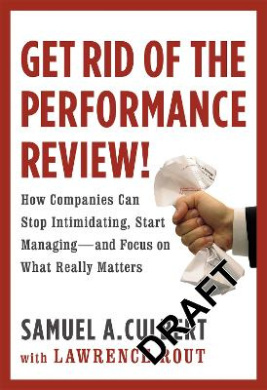 GET RID OF THE
PERFORMANCE
REVIEW!
How Companies Can
Stop Intimidating, Start
Managing—and Focus on
What Really Matters
SAMUEL A. CULBERT
with LAWRENCE ROUT
DRAFT